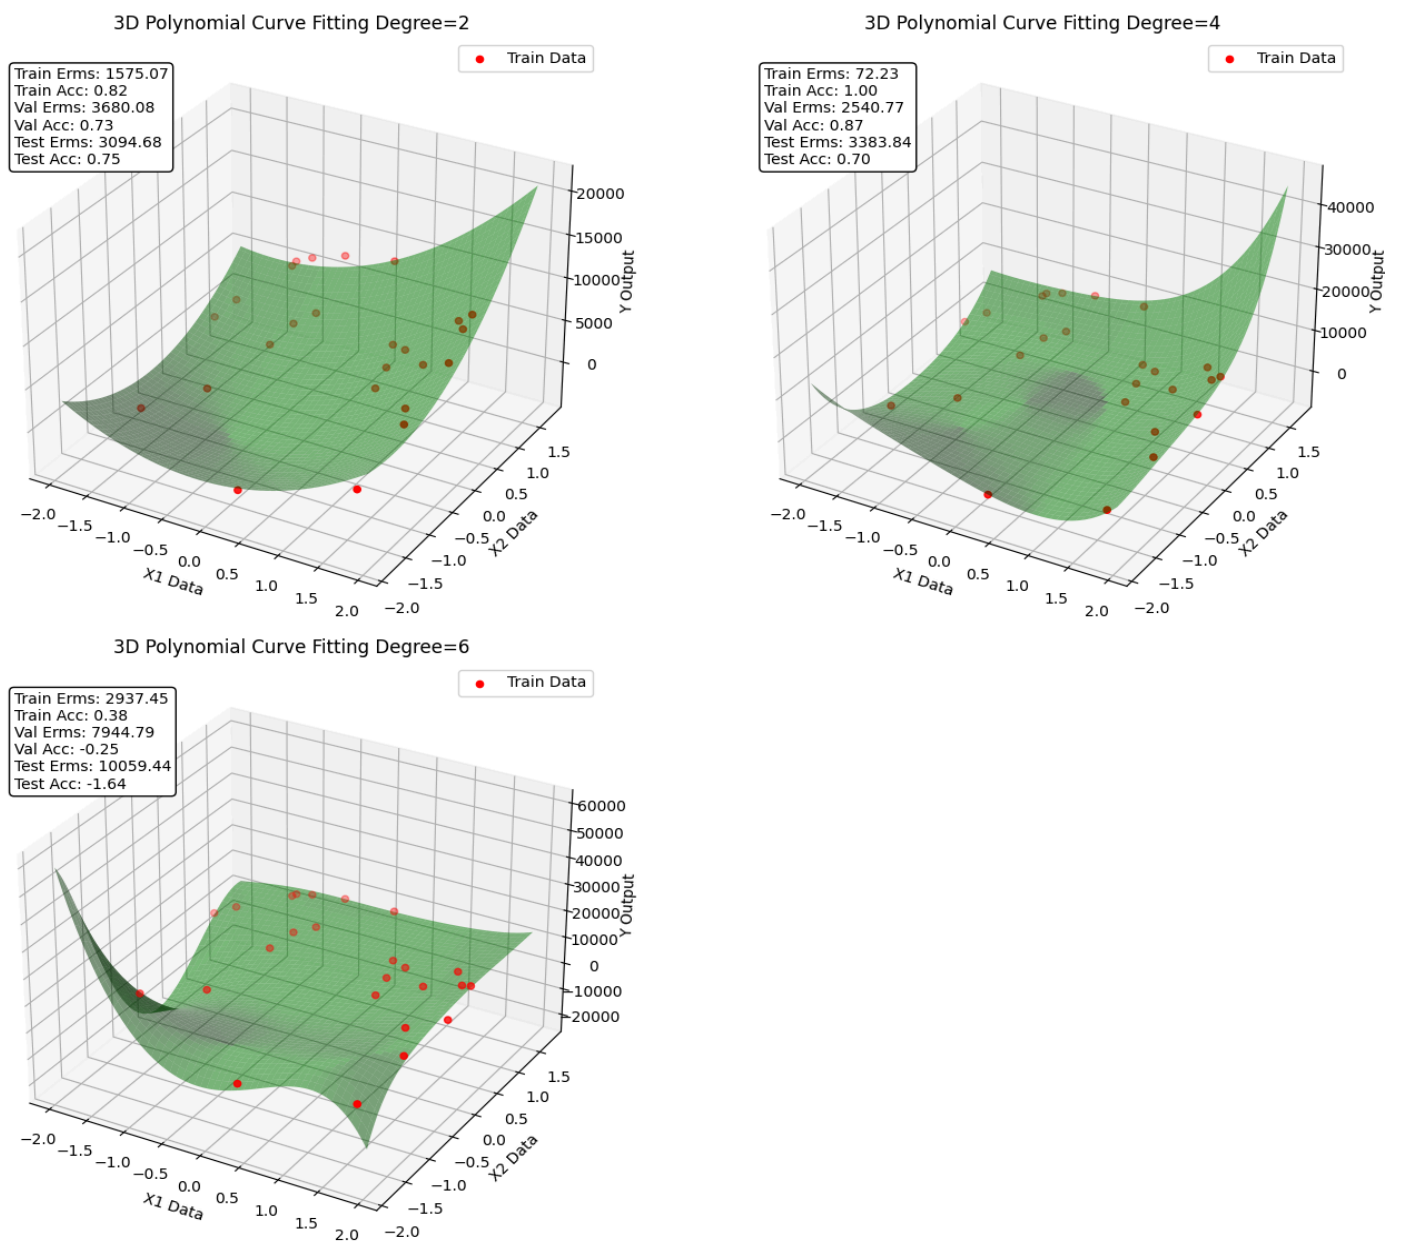 3D Polynomial Curve Fitting Degree=2
Train Data
Train Erms: 1575.07
Train Acc: 0.82
Val Erms: 3680.08
Val Acc: 0.73
Test Erms: 3094.68
Test Acc: 0.75
20000
15000
10000
5000
0
Y Output
−2.0
−1.5
−1.0
−0.5
0.0
0.5
1.0
1.5
2.0
X1 Data
−2.0
−1.5
−1.0
−0.5
0.0
0.5
1.0
1.5
X2 Data
3D Polynomial Curve Fitting Degree=4
Train Data
Train Erms: 72.23
Train Acc: 1.00
Val Erms: 2540.77
Val Acc: 0.87
Test Erms: 3383.84
Test Acc: 0.70
40000
30000
20000
10000
0
Y Output
−2.0
−1.5
−1.0
−0.5
0.0
0.5
1.0
1.5
2.0
X1 Data
−2.0
−1.5
−1.0
−0.5
0.0
0.5
1.0
1.5
X2 Data
3D Polynomial Curve Fitting Degree=6
Train Data
Train Erms: 2937.45
Train Acc: 0.38
Val Erms: 7944.79
Val Acc: -0.25
Test Erms: 10059.44
Test Acc: -1.64
60000
50000
40000
30000
20000
10000
0
−10000
−20000
Y Output
−2.0
−1.5
−1.0
−0.5
0.0
0.5
1.0
1.5
2.0
X1 Data
−2.0
−1.5
−1.0
−0.5
0.0
0.5
1.0
1.5
X2 Data